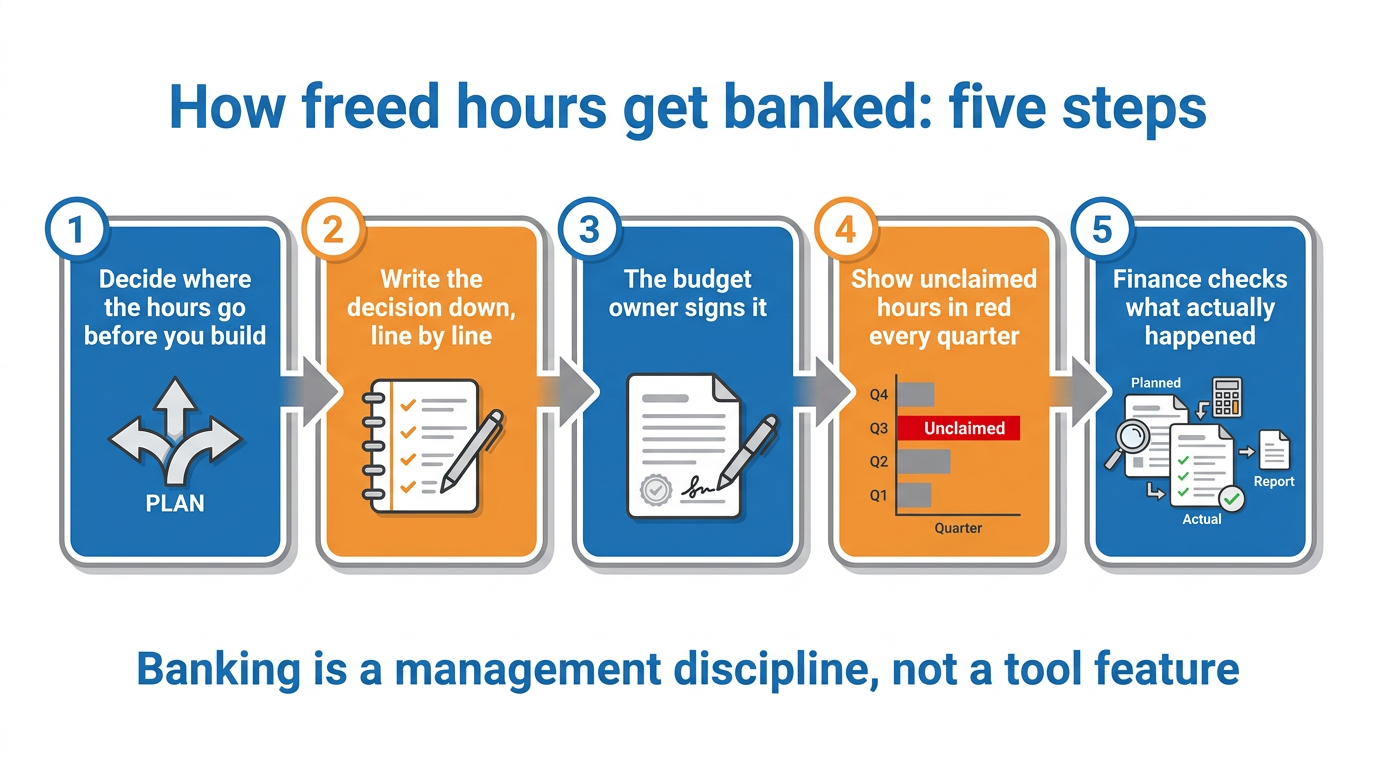 How freed hours get banked: five steps
1
Decide where
the hours go
before you build
PLAN
2
Write the
decision down,
line by line
3
The budget
owner signs it
4
Show unclaimed
hours in red
every quarter
Q4
Q3
Unclaimed
Q2
Q1
Quarter
5
Finance checks
what actually
happened
Planned
Report
Actual
Banking is a management discipline, not a tool feature